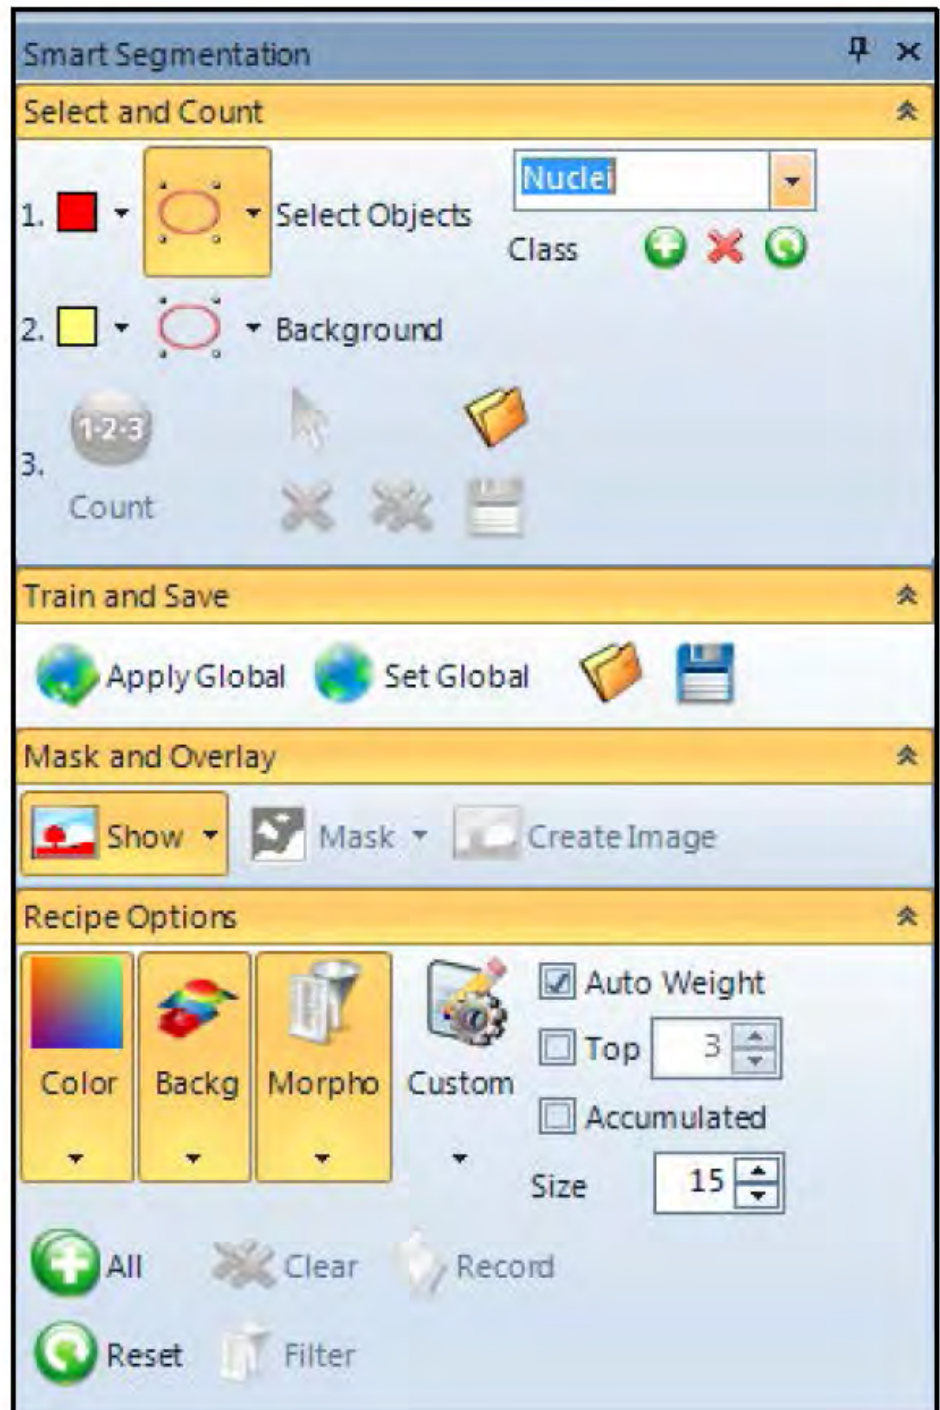 Smart Segmentation
Select and Count
1. Select Objects Nuclei
Class
2. Background
1-2-3
3.
Count
Train and Save
Apply Global Set Global
Mask and Overlay
Show Mask Create Image
Recipe Options
Auto Weight
Top 3
Color Backg Morpho Custom
Accumulated
Size 15
All Clear Record
Reset Filter